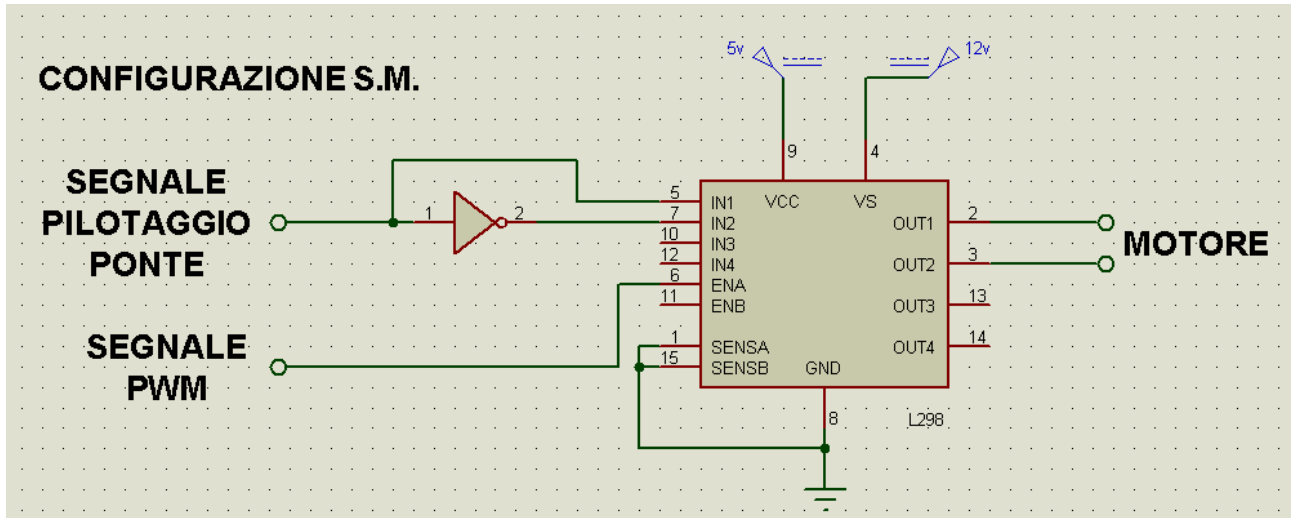 CONFIGURAZIONE S.M.
5v
12v
SEGNALE
PILOTAGGIO
PONTE
1
2
SEGNALE
PWM
9
4
5
7
10
12
6
11
1
15
IN1
IN2
IN3
IN4
ENA
ENB
SENSA
SENSB
VCC
VS
GND
OUT1
OUT2
OUT3
OUT4
2
3
13
14
8
L298
MOTORE